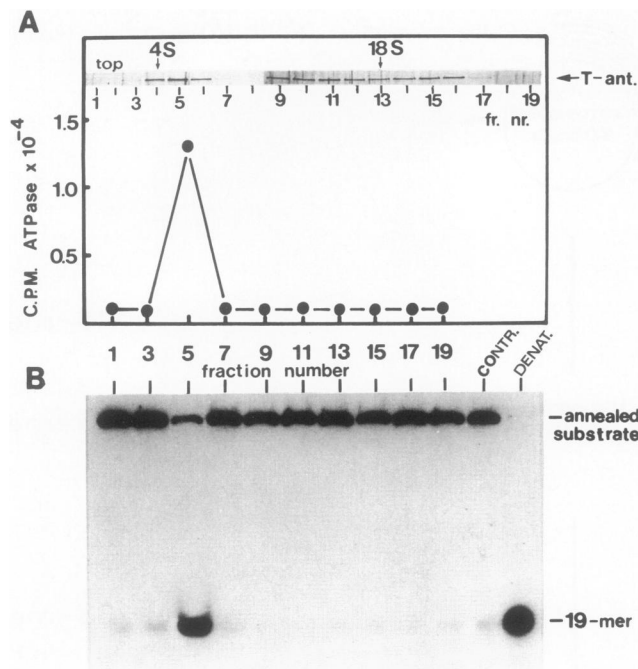 A
4S 18S
top
T-ant.
1 3 5 7 9 11 13 15 17 19
fr. nr.
1.5
1.0
0.5
C.P.M. ATPase x 10⁻⁴
1 3 5 7 9 11 13 15 17 19 CONTR. DENAT.
fraction number
B
annealed
substrate
19-mer